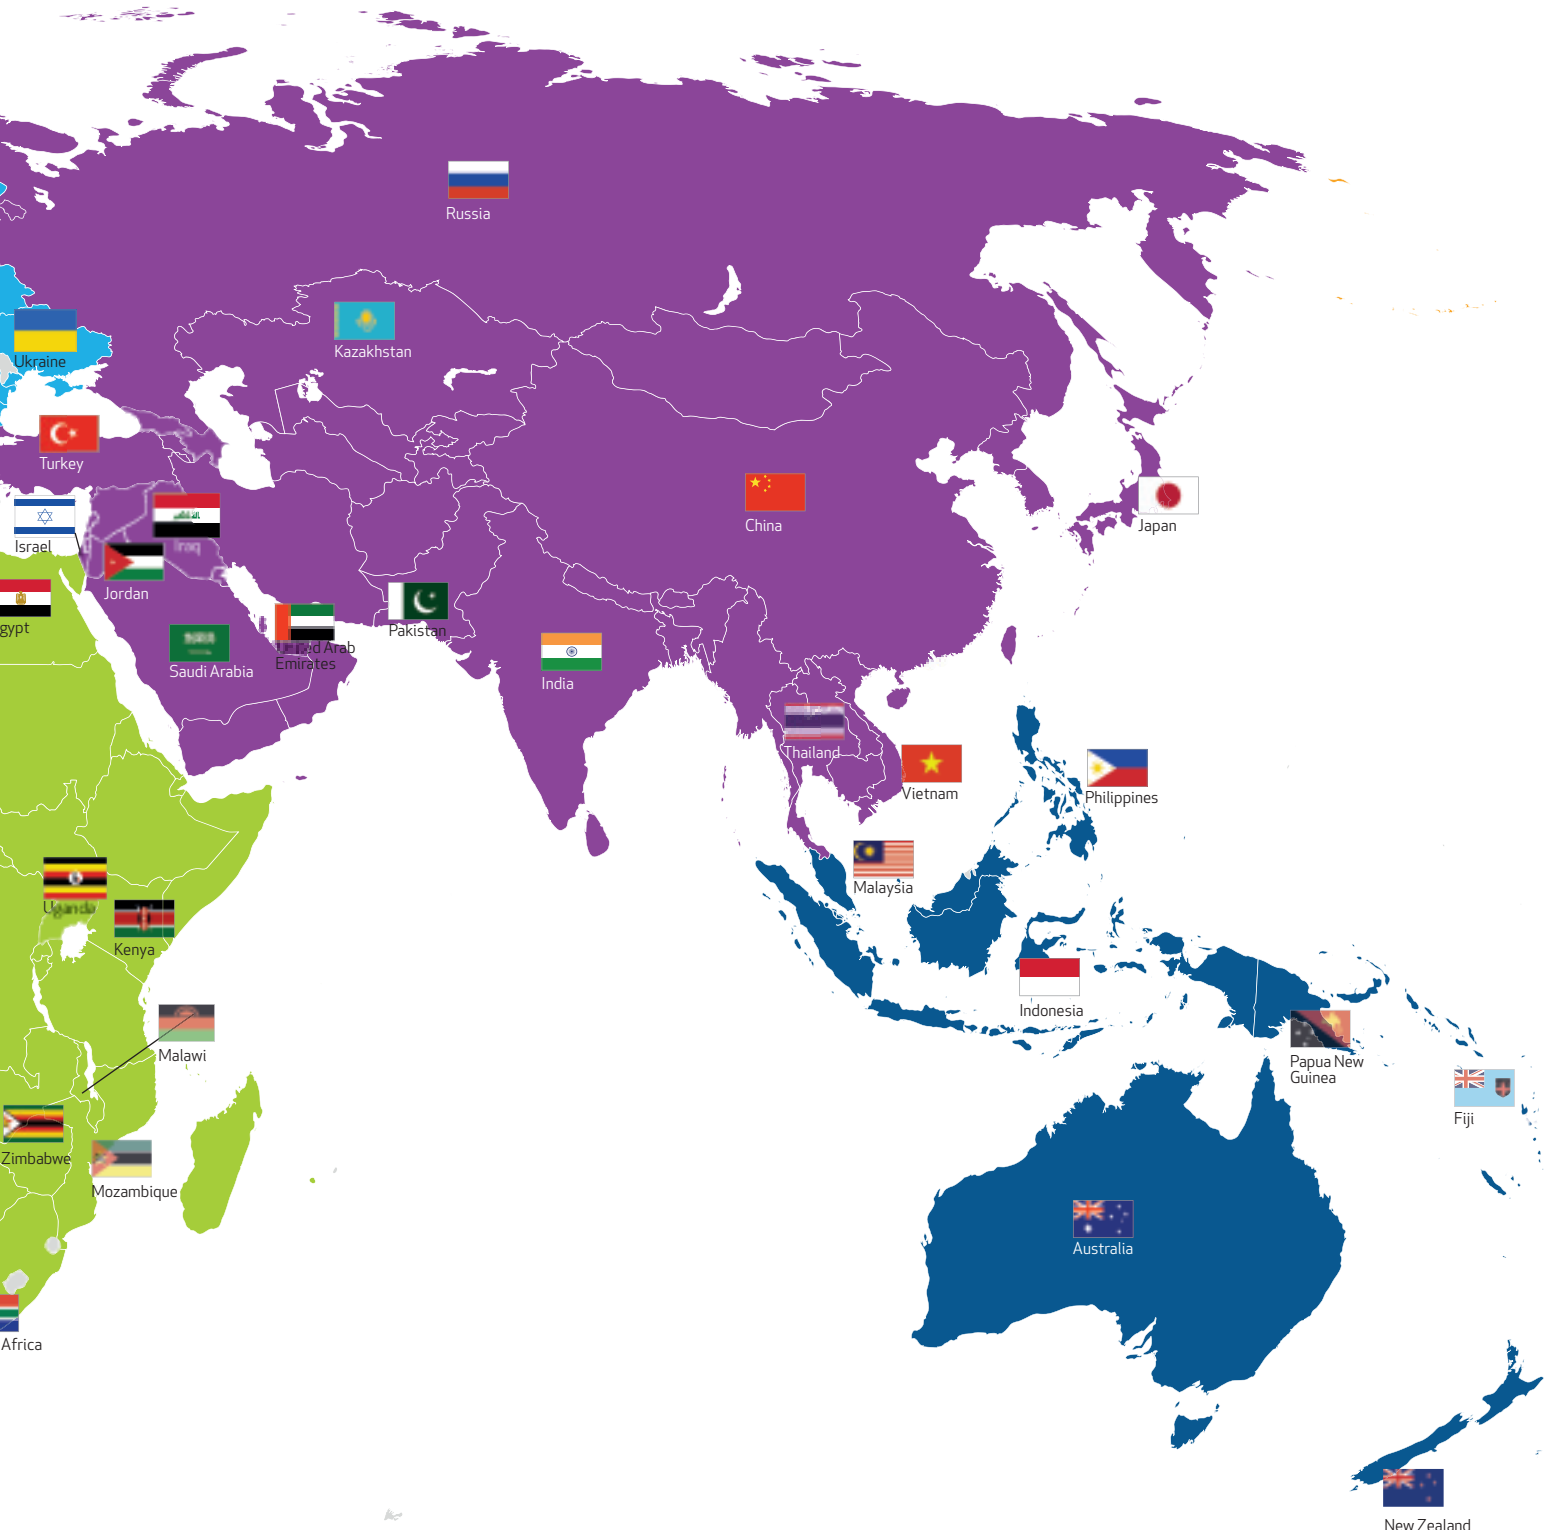 Russia
Kazakhstan
Ukraine
Turkey
China
Japan
Israel
Iraq
Jordan
gypt
Pakistan
Saudi Arabia
Arab
Emirates
India
Thailand
Vietnam
Philippines
Malaysia
Uganda
Kenya
Indonesia
Malawi
Papua New
Guinea
Fiji
Zimbabwe
Mozambique
Australia
Africa
New Zealand